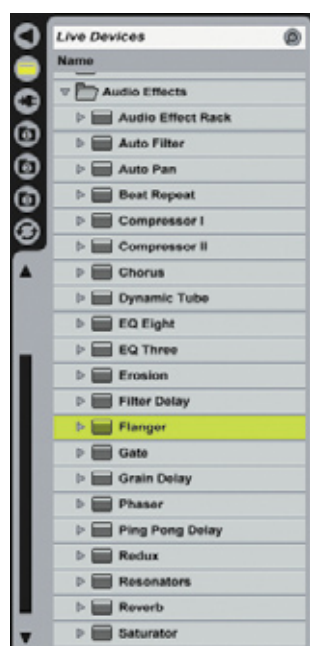 Live Devices
Name
Audio Effects
Audio Effect Rack
Auto Filter
Auto Pan
Beat Repeat
Compressor I
Compressor II
Chorus
Dynamic Tube
EQ Eight
EQ Three
Erosion
Filter Delay
Flanger
Gate
Grain Delay
Phaser
Ping Pong Delay
Redux
Resonators
Reverb
Saturator